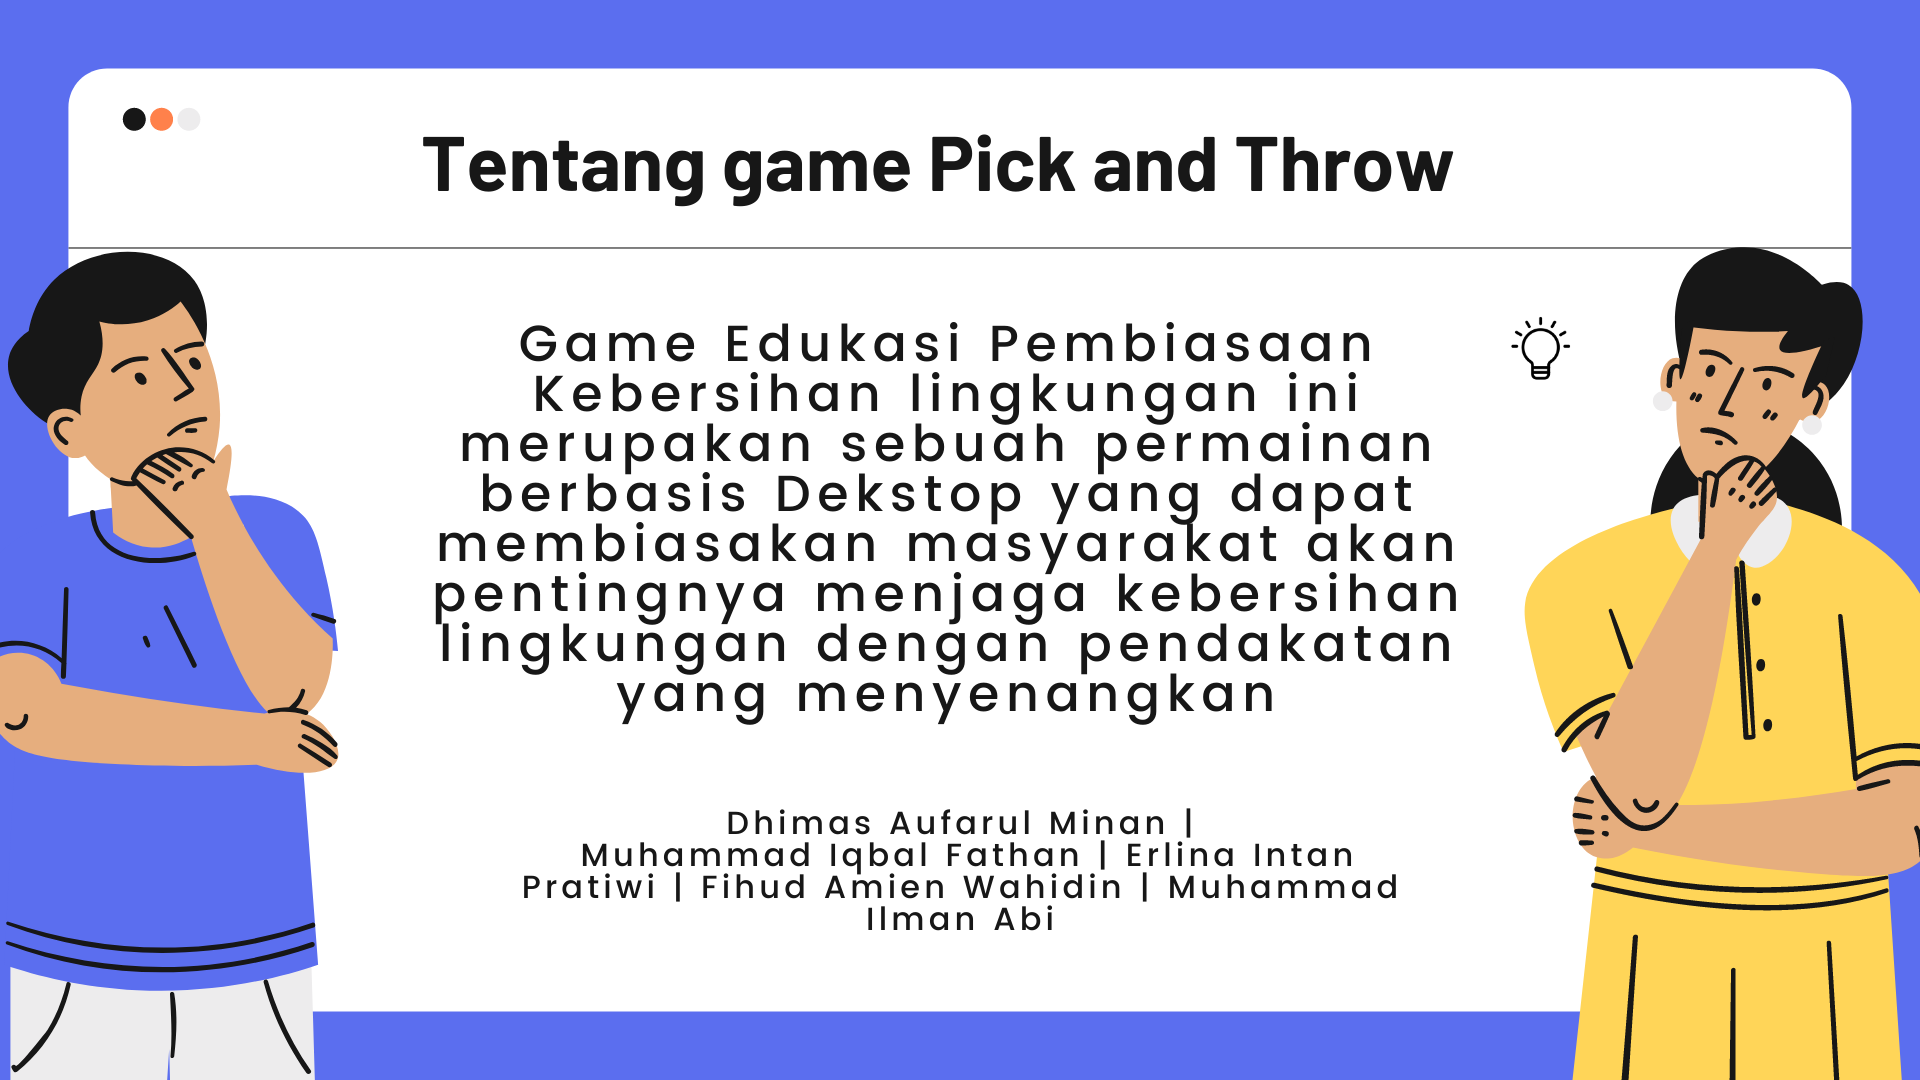 Tentang game Pick and Throw
Game Edukasi Pembiasaan
Kebersihan lingkungan ini
merupakan sebuah permainan
berbasis Dekstop yang dapat
membiasakan masyarakat akan
pentingnya menjaga kebersihan
lingkungan dengan pendakatan
yang menyenangkan
Dhimas Aufarul Minan |
Muhammad Iqbal Fathan | Erlina Intan
Pratiwi | Fihud Amien Wahidin | Muhammad
Ilman Abi